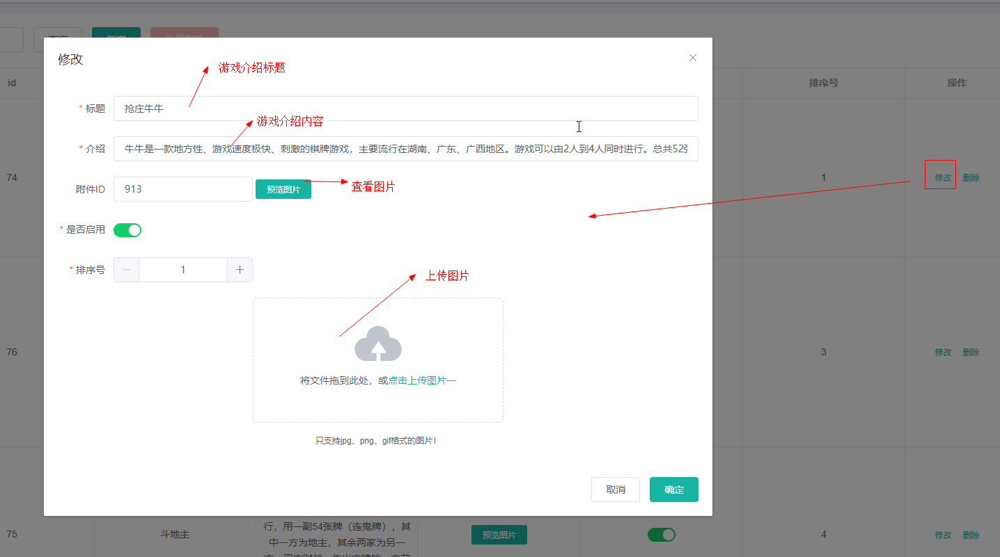 查询
新增
批量删除
修改
游戏介绍标题
id
排序号
操作
* 标题
抢庄牛牛
游戏介绍内容
* 介绍
牛牛是一款地方性、游戏速度极快、刺激的棋牌游戏，主要流行在湖南、广东、广西地区。游戏可以由2人到4人同时进行。总共52张
74
1
修改
删除
附件ID
913
预览图片
查看图片
* 是否启用
* 排序号
1
上传图片
76
3
修改
删除
将文件拖到此处，或点击上传图片一
只支持jpg、png、gif格式的图片！
取消
确定
75
斗地主
行，用一副54张牌（连鬼牌），其
中一方为地主，其余两家为另一
预览图片
4
修改
删除